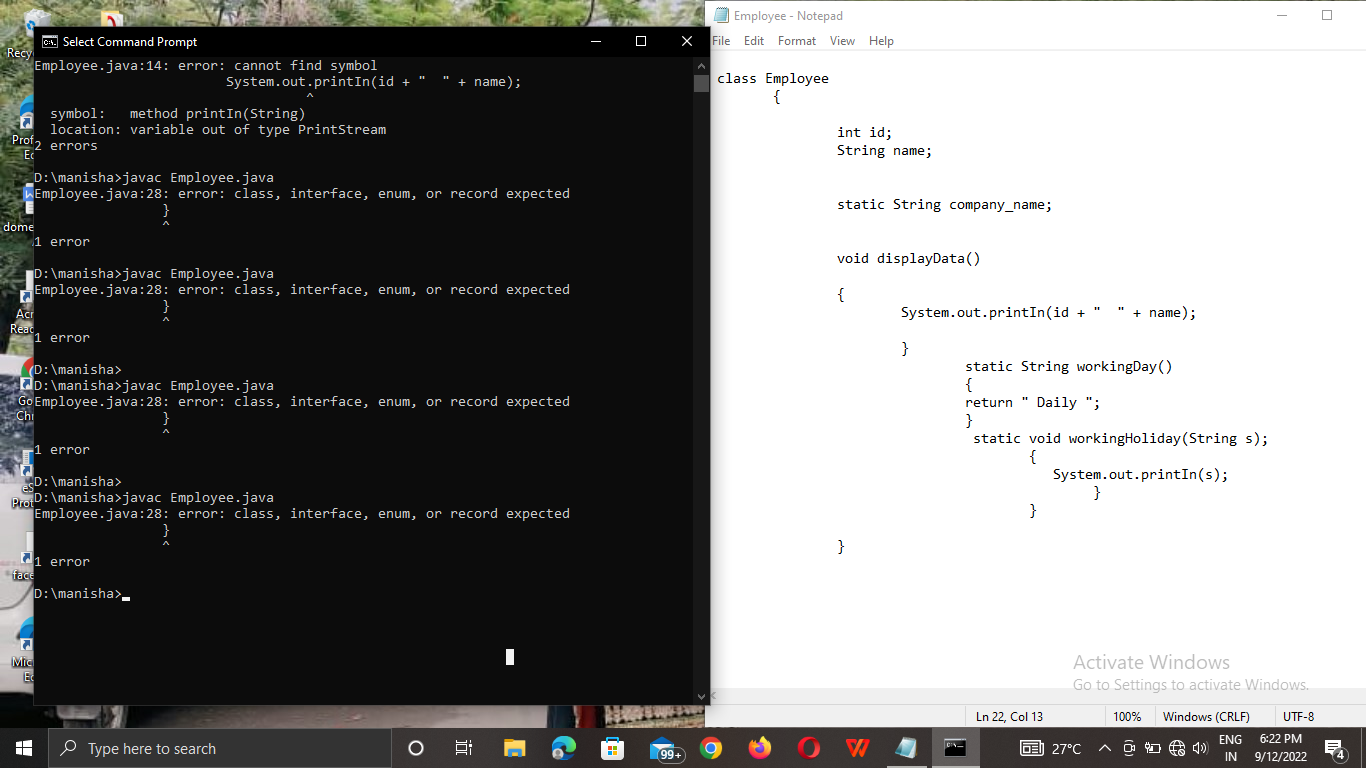 Recy
Prof
Ec
dome
Acr
Read
Go
Chr
eS
Prot
face
Mic
Ec
Select Command Prompt
Employee.java:14: error: cannot find symbol
System.out.printIn(id + "  " + name);
^
symbol:   method printIn(String)
location: variable out of type PrintStream
2 errors
D:\manisha>javac Employee.java
Employee.java:28: error: class, interface, enum, or record expected
}
^
1 error
D:\manisha>javac Employee.java
Employee.java:28: error: class, interface, enum, or record expected
}
^
1 error
D:\manisha>
D:\manisha>javac Employee.java
Employee.java:28: error: class, interface, enum, or record expected
}
^
1 error
D:\manisha>
D:\manisha>javac Employee.java
Employee.java:28: error: class, interface, enum, or record expected
}
^
1 error
D:\manisha>
Employee - Notepad
File Edit Format View Help
class Employee
{
int id;
String name;
static String company_name;
void displayData()
{
System.out.printIn(id + "  " + name);
}
static String workingDay()
{
return " Daily ";
}
static void workingHoliday(String s);
{
System.out.printIn(s);
}
}
}
Activate Windows
Go to Settings to activate Windows.
Ln 22, Col 13 100% Windows (CRLF) UTF-8
Type here to search
99+
27°C
ENG
IN
6:22 PM
9/12/2022
4